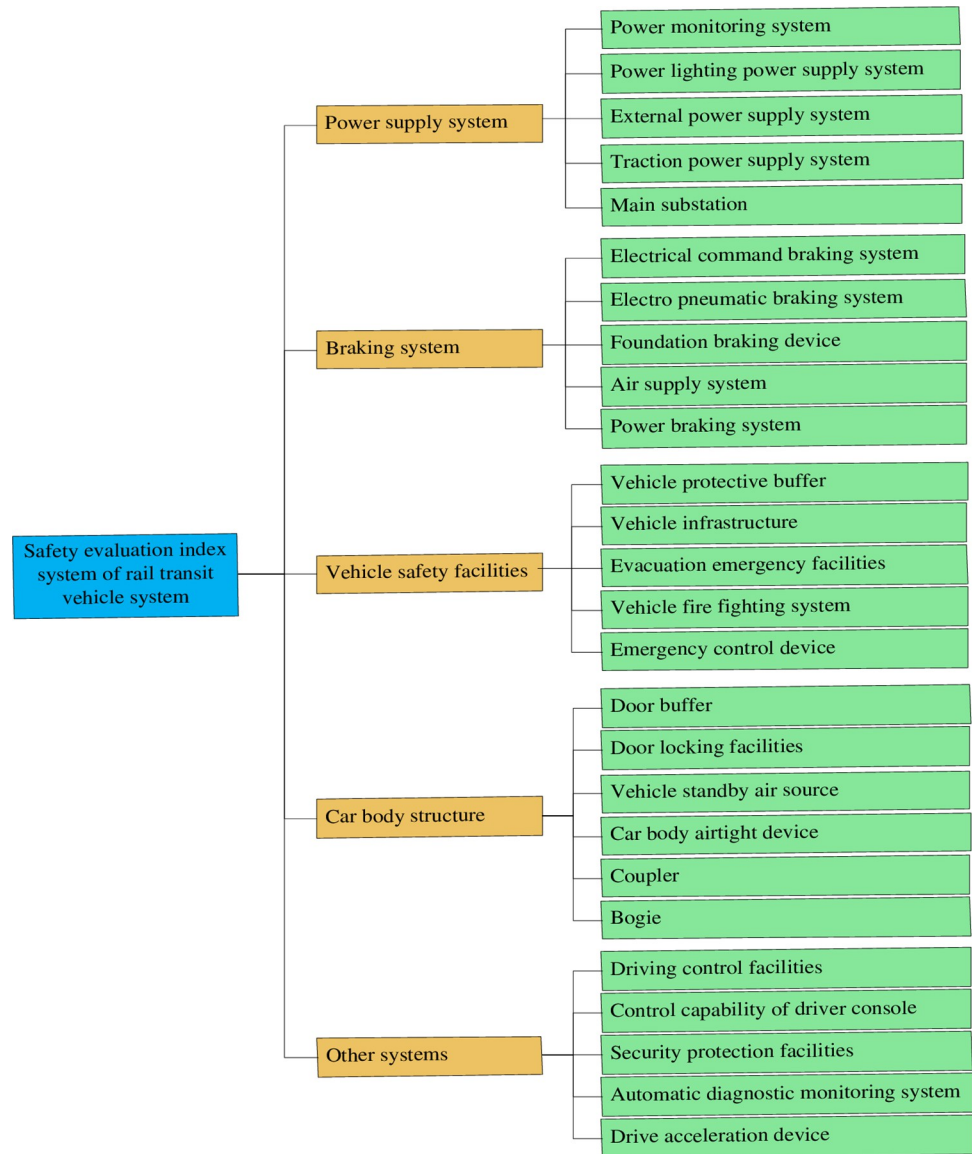 Safety evaluation index
system of rail transit
vehicle system
Power supply system
Power monitoring system
Power lighting power supply system
External power supply system
Traction power supply system
Main substation
Braking system
Electrical command braking system
Electro pneumatic braking system
Foundation braking device
Air supply system
Power braking system
Vehicle safety facilities
Vehicle protective buffer
Vehicle infrastructure
Evacuation emergency facilities
Vehicle fire fighting system
Emergency control device
Car body structure
Door buffer
Door locking facilities
Vehicle standby air source
Car body airtight device
Coupler
Bogie
Other systems
Driving control facilities
Control capability of driver console
Security protection facilities
Automatic diagnostic monitoring system
Drive acceleration device